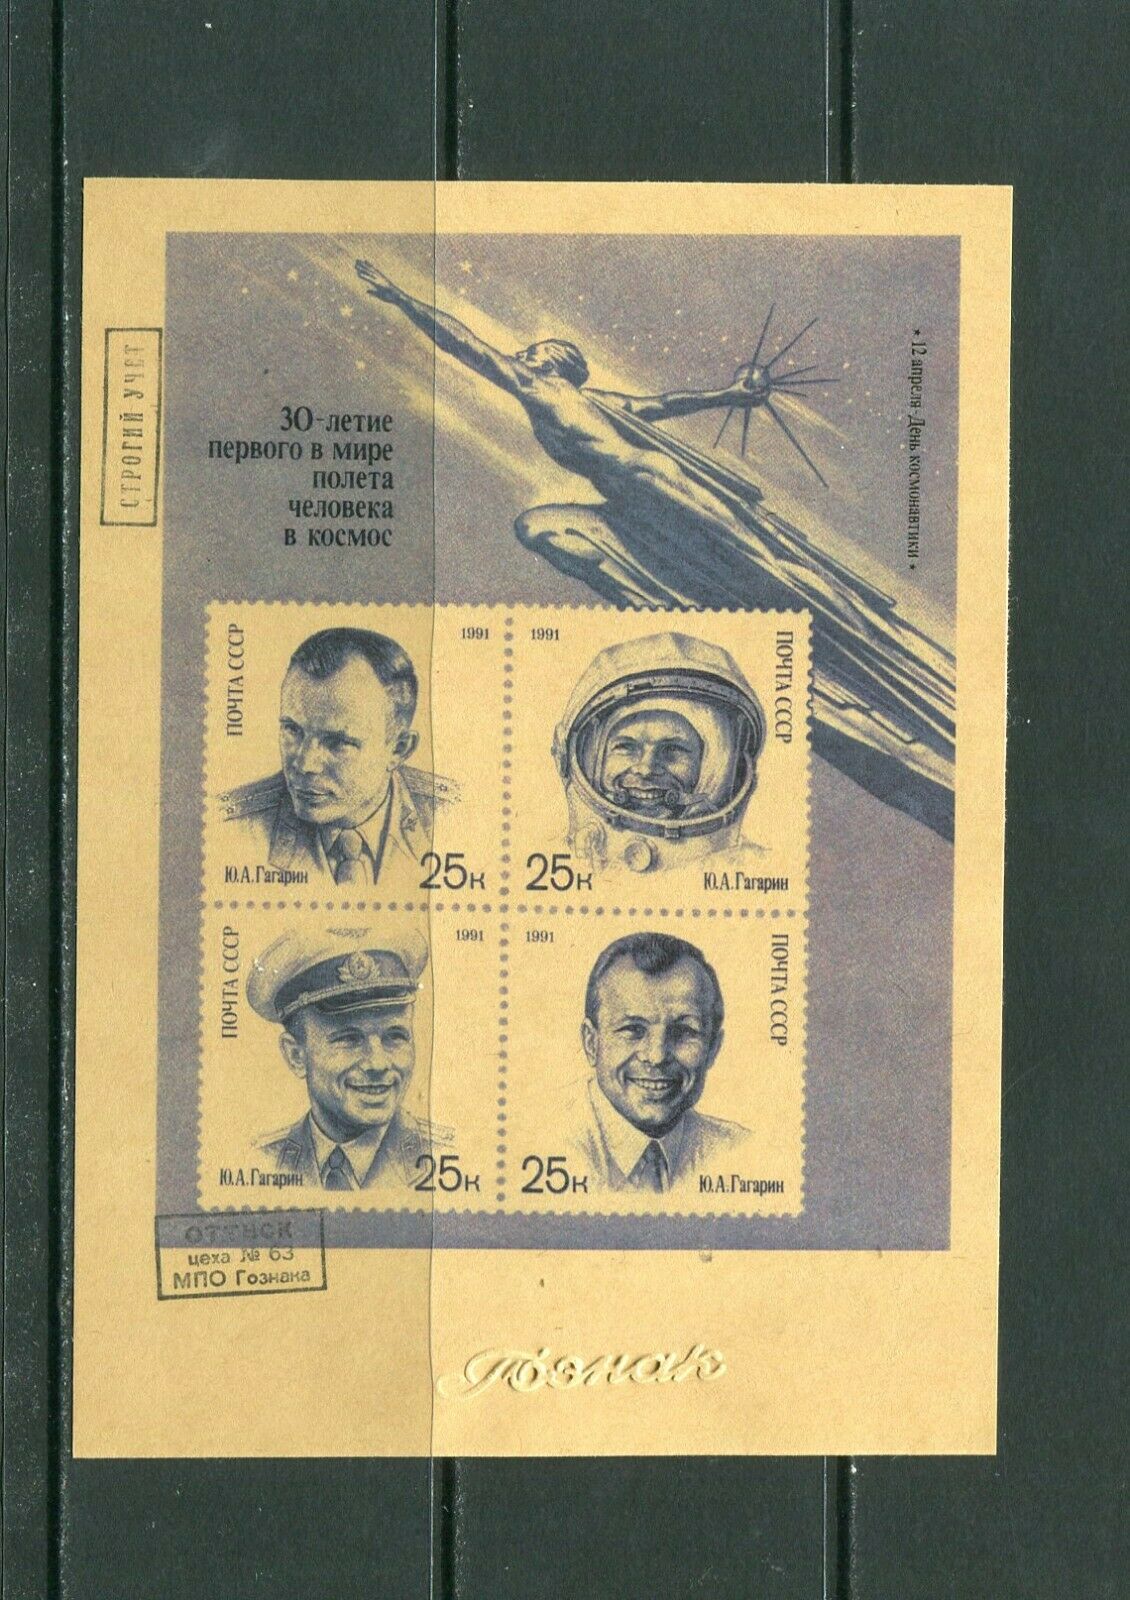 СТРОГИЙ УЧЕТ
30-летие
первого в мире
полета
человека
в космос
* 12 апреля-День космонавтики *
ПОЧТА СССР
1991
Ю.А.Гагарин
25к
1991
ПОЧТА СССР
25к
Ю.А.Гагарин
ПОЧТА СССР
1991
Ю.А.Гагарин
25к
1991
ПОЧТА СССР
25к
Ю.А.Гагарин
ОТТИСК
цеха № 63
МПО Гознака
Гознак